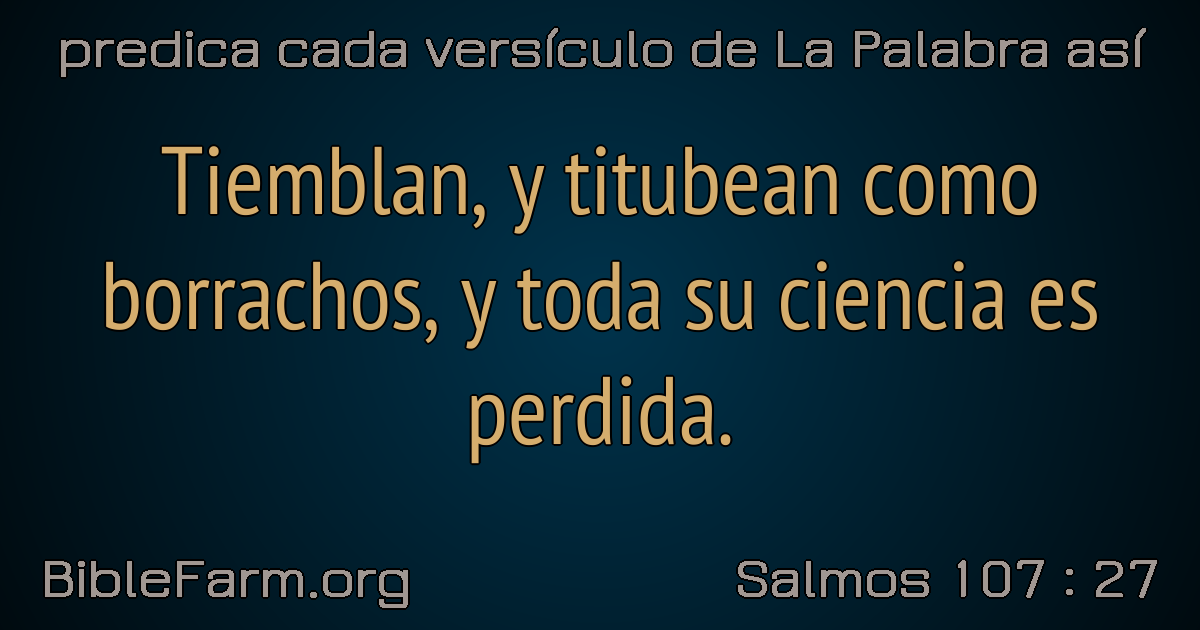 predica cada versículo de La Palabra así
Tiemblan, y titubean como
borrachos, y toda su ciencia es
perdida.
BibleFarm.org
Salmos 107 : 27